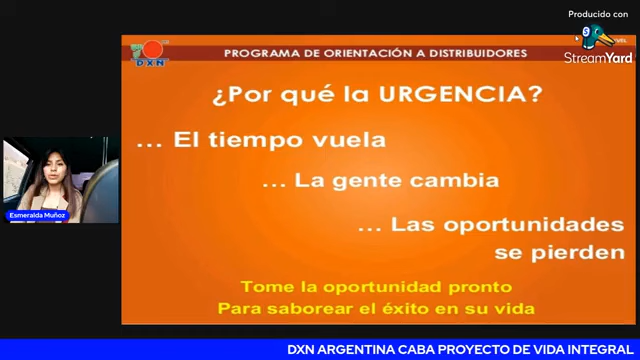 Producido con
StreamYard
DXN
PROGRAMA DE ORIENTACIÓN A DISTRIBUIDORES
¿Por qué la URGENCIA?
... El tiempo vuela
... La gente cambia
... Las oportunidades
se pierden
Tome la oportunidad pronto
Para saborear el éxito en su vida
Esmeralda Muñoz
DXN ARGENTINA CABA PROYECTO DE VIDA INTEGRAL